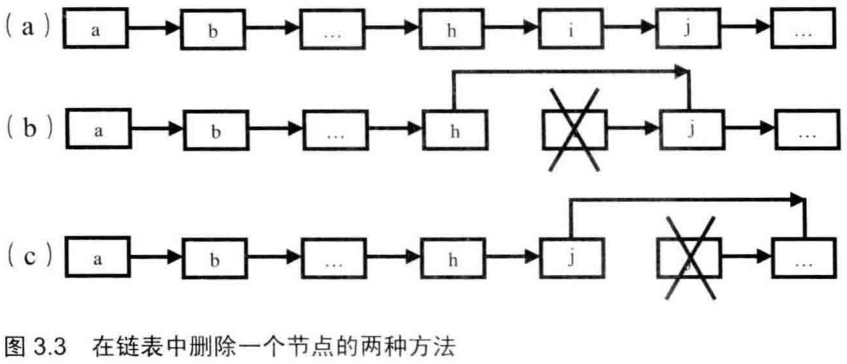 (a) a b ... h i j ...
(b) a b ... h j ...
(c) a b ... h j ...
图 3.3 在链表中删除一个节点的两种方法